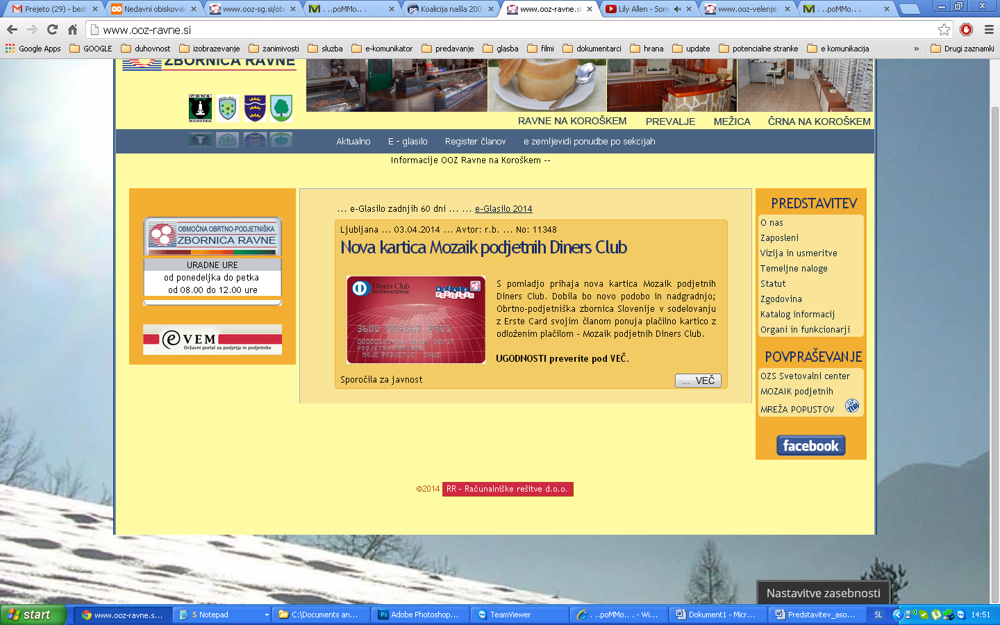 Prejeto (29) - bezl
Nedavni obiskoval
www.ooz-sg.si/obr
. ..poMMo.. .
Koalicija našla 200
www.ooz-ravne.si
Lily Allen - Som
www.ooz-velenje.
. ..poMMo.. .
www.ooz-ravne.si
Google Apps
GOOGLE
duhovnost
izobrazevanje
zanimivosti
sluzba
e-komunikator
predavanje
glasba
filmi
dokumentarci
hrana
update
potencialne stranke
e komunikacija
»
Drugi zaznamki
ZBORNICA RAVNE
ČRNA
KOROŠKA
RAVNE NA KOROŠKEM
PREVALJE
MEŽICA
ČRNA NA KOROŠKEM
Aktualno
E - glasilo
Register članov
e zemljevidi ponudbe po sekcijah
Informacije OOZ Ravne na Koroškem --
OBMOČNA OBRTNO-PODJETNIŠKA
ZBORNICA RAVNE
URADNE URE
od ponedeljka do petka
od 08.00 do 12.00 ure
e VEM
Državni portal za podjetja in podjetnike
... e-Glasilo zadnjih 60 dni ... ... e-Glasilo 2014
Ljubljana ... 03.04.2014 ... Avtor: r.b. ... No: 11348
Nova kartica Mozaik podjetnih Diners Club
Diners Club
INTERNATIONAL
MOZAIK
PODJETNIH
3600 004567 8901
MOJE PODJETJE
S pomladjo prihaja nova kartica Mozaik podjetnih
Diners Club. Dobila bo novo podobo in nadgradnjo;
Obrtno-podjetniška zbornica Slovenije v sodelovanju
z Erste Card svojim članom ponuja plačilno kartico z
odloženim plačilom - Mozaik podjetnih Diners Club.
UGODNOSTI preverite pod VEČ.
Sporočila za javnost
... VEČ
PREDSTAVITEV
O nas
Zaposleni
Vizija in usmeritve
Temeljne naloge
Statut
Zgodovina
Katalog informacij
Organi in funkcionarji
POVPRAŠEVANJE
OZS Svetovalni center
MOZAIK podjetnih
MREŽA POPUSTOV
facebook
©2014 RR - Računalniške rešitve d.o.o.
Nastavitve zasebnosti
start
www.ooz-ravne.s...
5 Notepad
C:\Documents an...
Adobe Photoshop...
TeamViewer
. ..poMMo.. . - Wi...
Dokument1 - Micr...
Predstavitev_aso...
SL
14:51